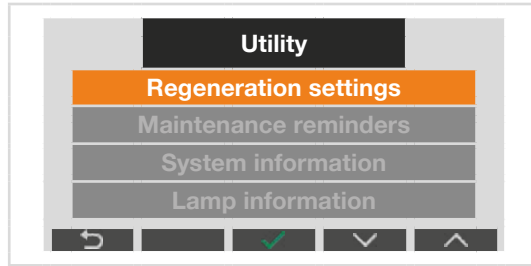 Utility
Regeneration settings
Maintenance reminders
System information
Lamp information